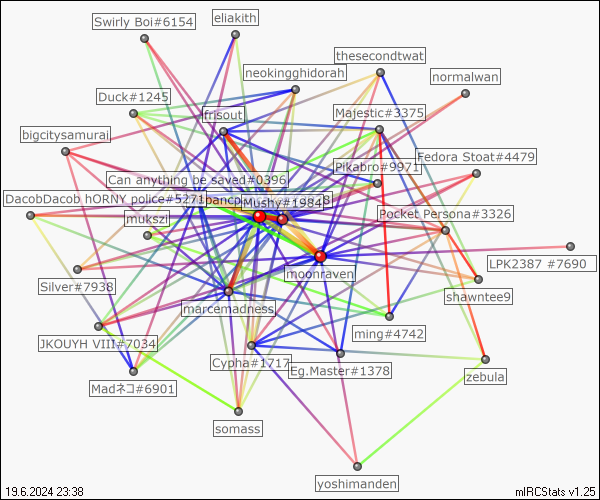 Swirly Boi#6154
eliakith
thesecondtwat
neokingghidorah
normalwan
Duck#1245
frisout
Majestic#3375
bigcitysamurai
Fedora Stoat#4479
Pikabro#9971
Can anything be saved#0396
DacobDacob hORNY police#5271
Mushy#1984
Pocket Persona#3326
mukszi
LPK2387 #7690
moonraven
Silver#7938
shawntee9
marcemadness
ming#4742
JKOUYH VIII#7034
Cypha#1717
Eg.Master#1378
zebula
Madネコ#6901
somass
yoshimanden
19.6.2024 23:38
mIRCStats v1.25